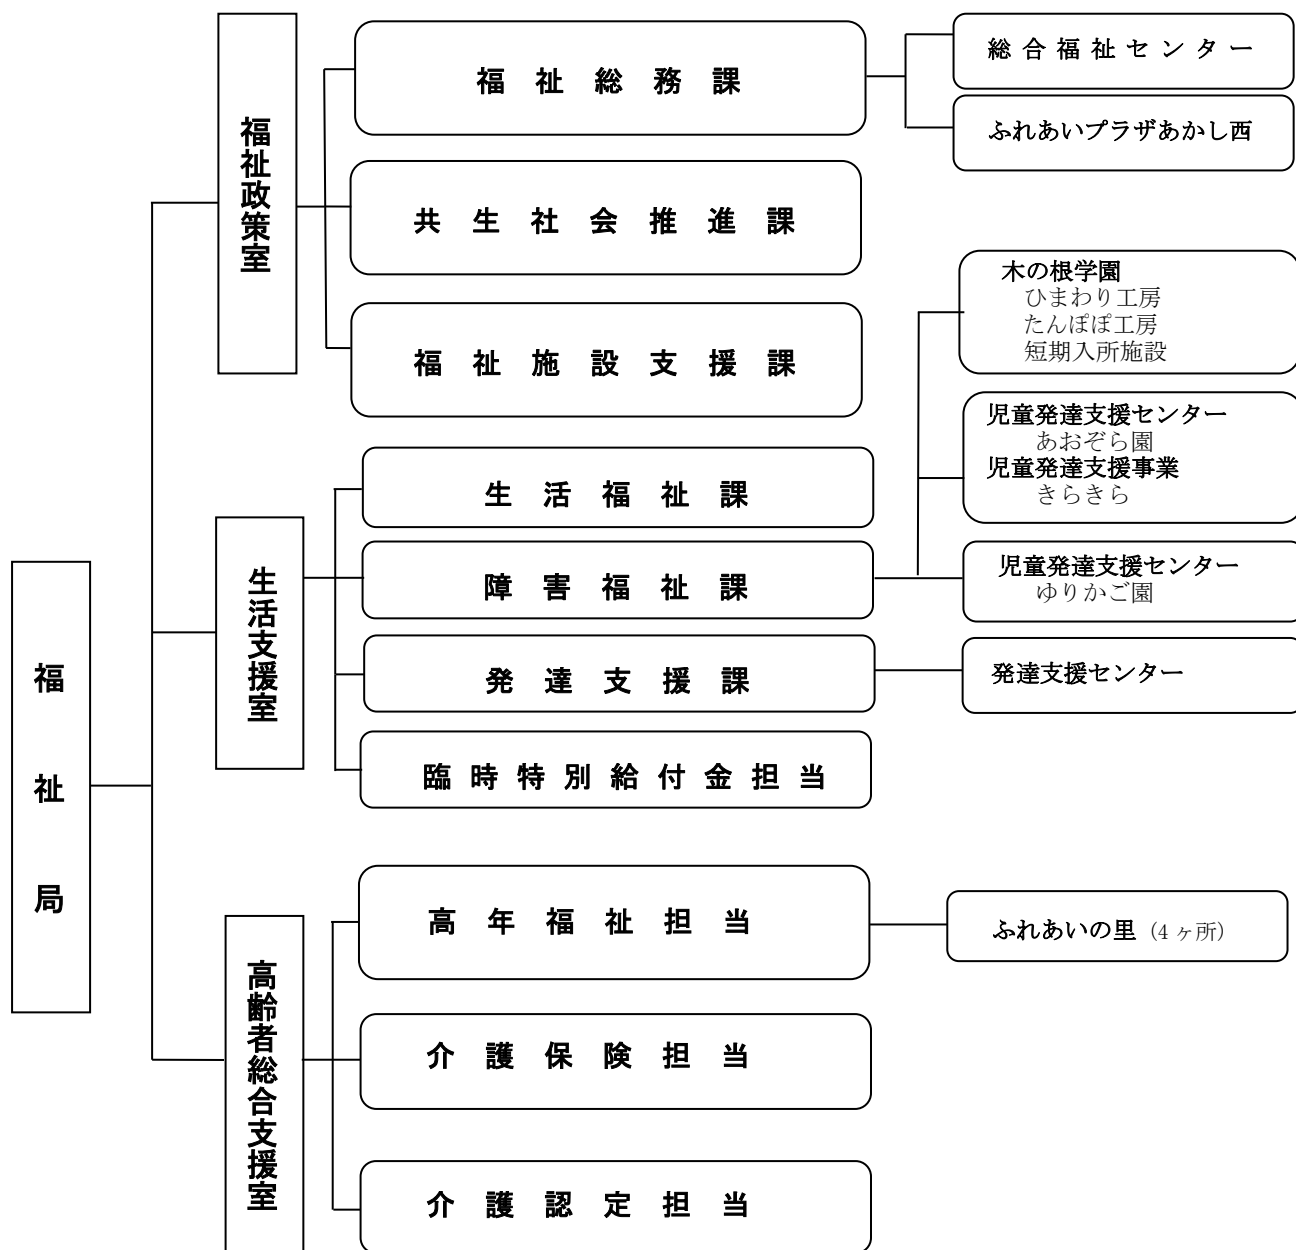 福祉局
福祉政策室
福祉総務課
総合福祉センター
ふれあいプラザあかし西
共生社会推進課
福祉施設支援課
生活支援室
生活福祉課
障害福祉課
木の根学園
ひまわり工房
たんぽぽ工房
短期入所施設
児童発達支援センター
あおぞら園
児童発達支援事業
きらきら
児童発達支援センター
ゆりかご園
発達支援課
発達支援センター
臨時特別給付金担当
高齢者総合支援室
高年福祉担当
ふれあいの里 (4ヶ所)
介護保険担当
介護認定担当